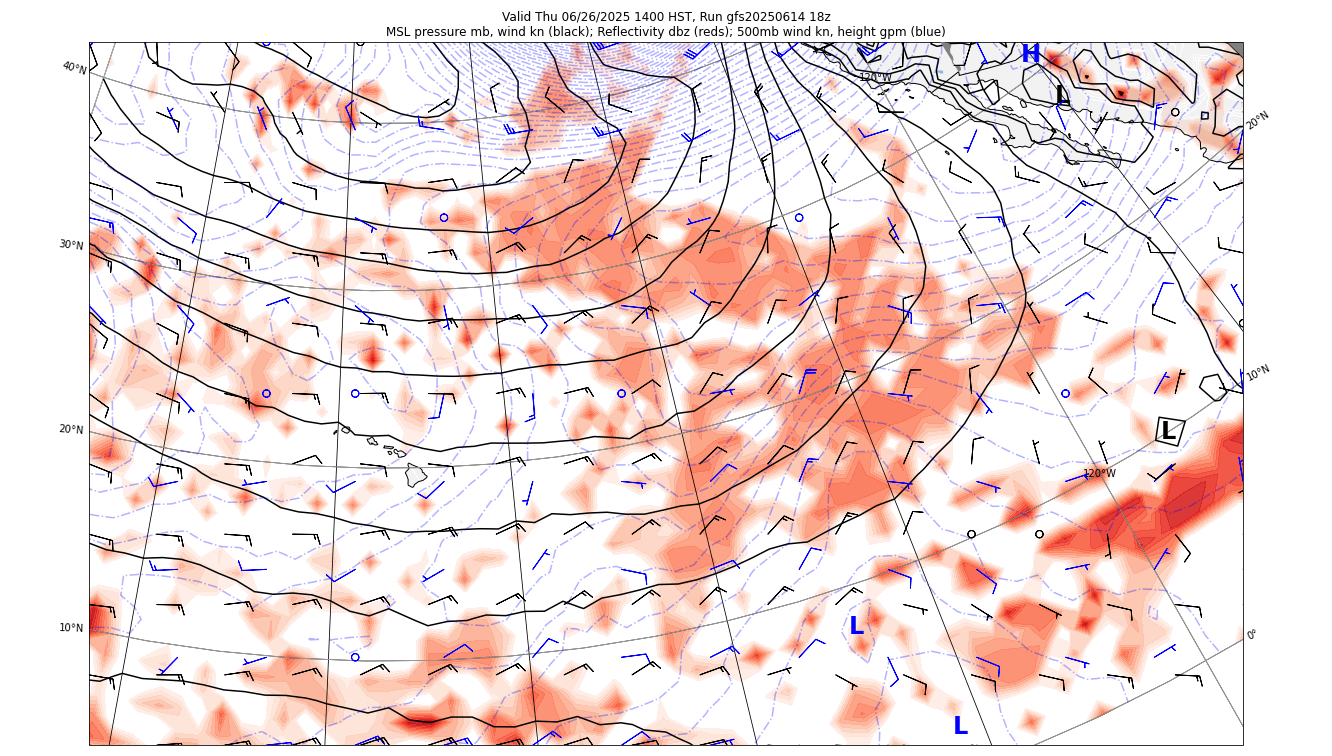 Valid Thu 06/26/2025 1400 HST, Run gfs20250614 18z
MSL pressure mb, wind kn (black); Reflectivity dbz (reds); 500mb wind kn, height gpm (blue)
H
40°N
120°W
L
20°N
30°N
10°N
20°N
L
120°W
10°N
L
0°
L